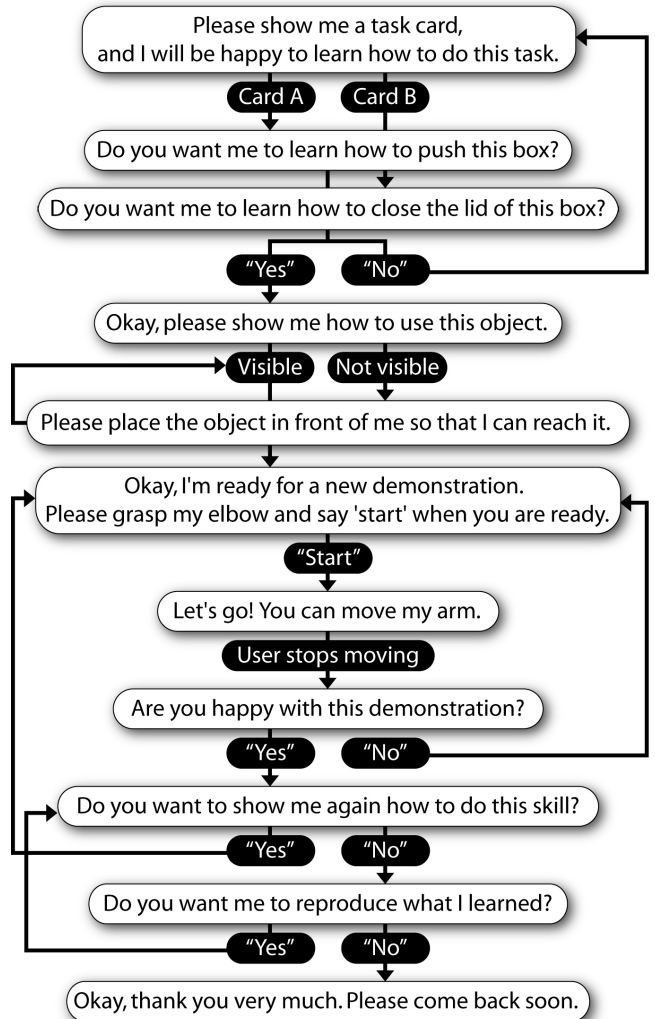 Please show me a task card,
and I will be happy to learn how to do this task.
Card A
Card B
Do you want me to learn how to push this box?
Do you want me to learn how to close the lid of this box?
“Yes”
“No”
Okay, please show me how to use this object.
Visible
Not visible
Please place the object in front of me so that I can reach it.
Okay, I'm ready for a new demonstration.
Please grasp my elbow and say 'start' when you are ready.
“Start”
Let's go! You can move my arm.
User stops moving
Are you happy with this demonstration?
“Yes”
“No”
Do you want to show me again how to do this skill?
“Yes”
“No”
Do you want me to reproduce what I learned?
“Yes”
“No”
Okay, thank you very much. Please come back soon.